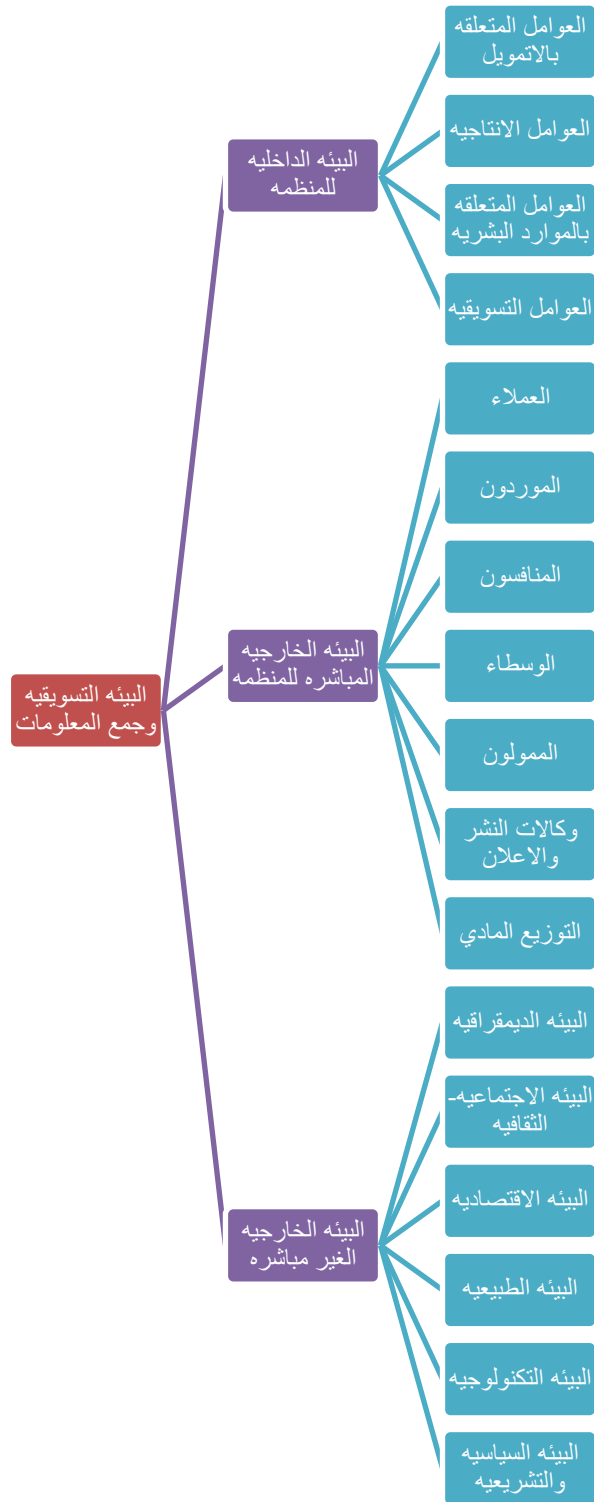 البيئه التسويقيه
وجمع المعلومات
البيئه الداخليه
للمنظمه
العوامل المتعلقه
بالاتمويل
العوامل الانتاجيه
العوامل المتعلقه
بالموارد البشريه
العوامل التسويقيه
البيئه الخارجيه
المباشره للمنظمه
العملاء
الموردون
المنافسون
الوسطاء
الممولون
وكالات النشر
والاعلان
التوزيع المادي
البيئه الخارجيه
الغير مباشره
البيئه الديمقراقيه
البيئه الاجتماعيه-
الثقافيه
البيئه الاقتصاديه
البيئه الطبيعيه
البيئه التكنولوجيه
البيئه السياسيه
والتشريعيه